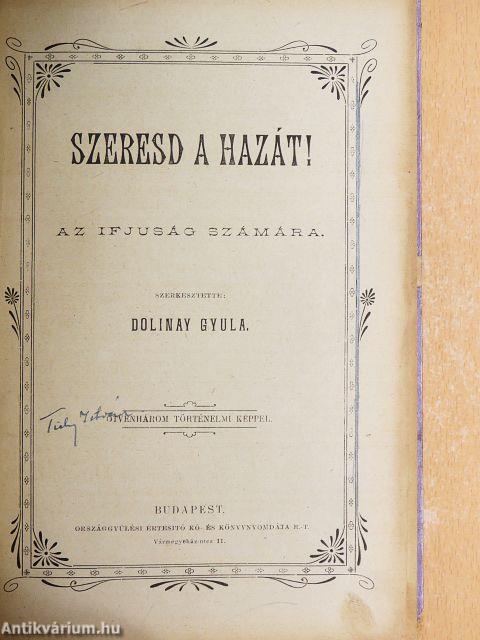 SZERESD A HAZÁT!
AZ IFJUSÁG SZÁMÁRA.
SZERKESZTETTE:
DOLINAY GYULA.
ÖTVENHÁROM TÖRTÉNELMI KÉPPEL.
BUDAPEST.
ORSZÁGGYÜLÉSI ÉRTESITŐ KŐ- ÉS KÖNYVNYOMDÁJA R.-T.
Vármegyeház-utcza 11.
Antikvárium.hu